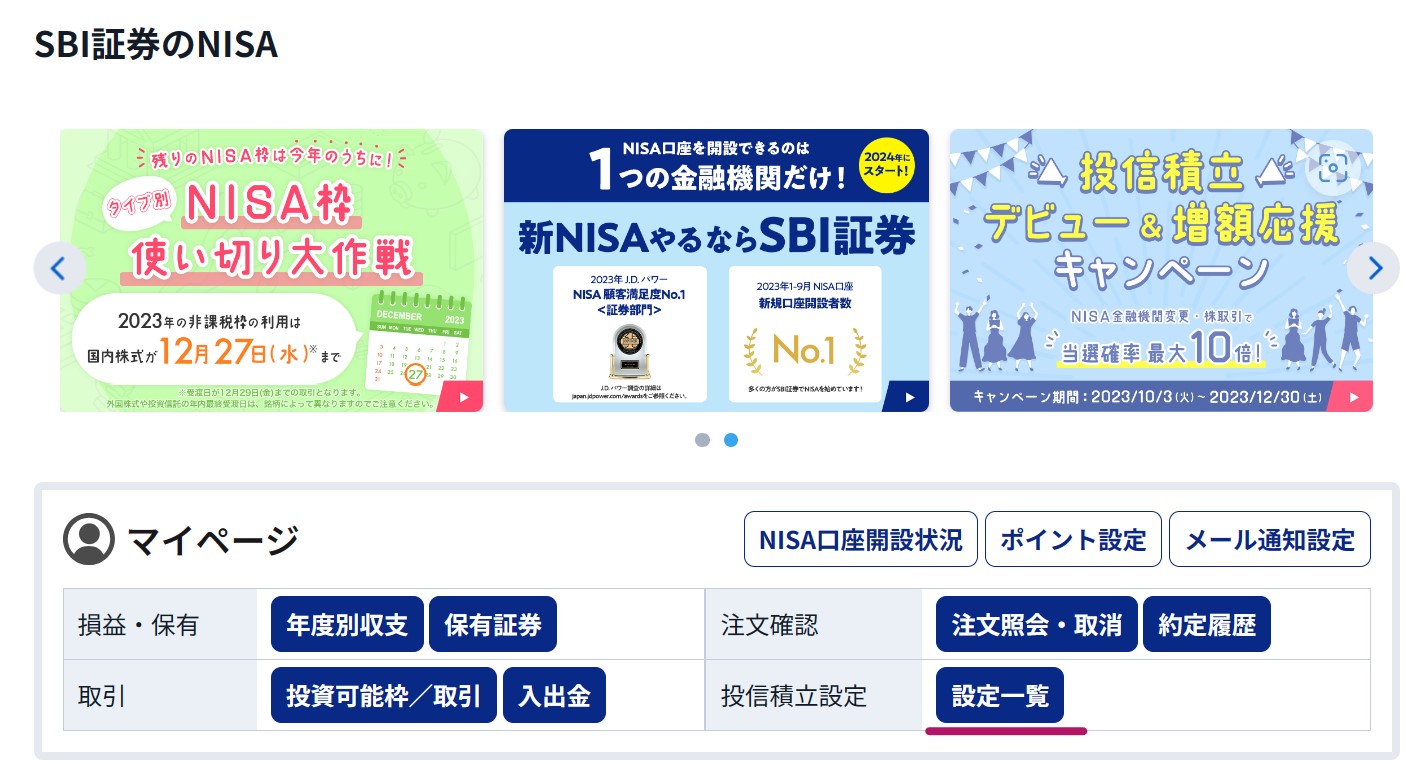 SBI証券のNISA
残りのNISA枠は今年のうちに!
タイプ別
NISA枠
使い切り大作戦
2023年の非課税枠の利用は
国内株式が12月27日(水)※まで
DECEMBER 2023
SUN MON TUE WED THU FRI SAT
27
※受渡日が12月29日(金)までの取引となります。
外国株式や投資信託の年内最終受渡日は、銘柄によって異なりますのでご注意ください。
NISA口座を開設できるのは
1つの金融機関だけ!
2024年に
スタート!
新NISAやるならSBI証券
2023年 J.D. パワー
NISA 顧客満足度No.1
<証券部門>
J.D. パワー調査の詳細は
japan.jdpower.com/awardsをご参照ください。
2023年1-9月 NISA口座
新規口座開設者数
No.1
多くの方がSBI証券でNISAを始めています!
投信積立
デビュー&増額応援
キャンペーン
NISA金融機関変更・株取引で
当選確率 最大10倍!
キャンペーン期間:2023/10/3(火)~2023/12/30(土)
マイページ
NISA口座開設状況
ポイント設定
メール通知設定
損益・保有
年度別収支
保有証券
注文確認
注文照会・取消
約定履歴
取引
投資可能枠/取引
入出金
投信積立設定
設定一覧